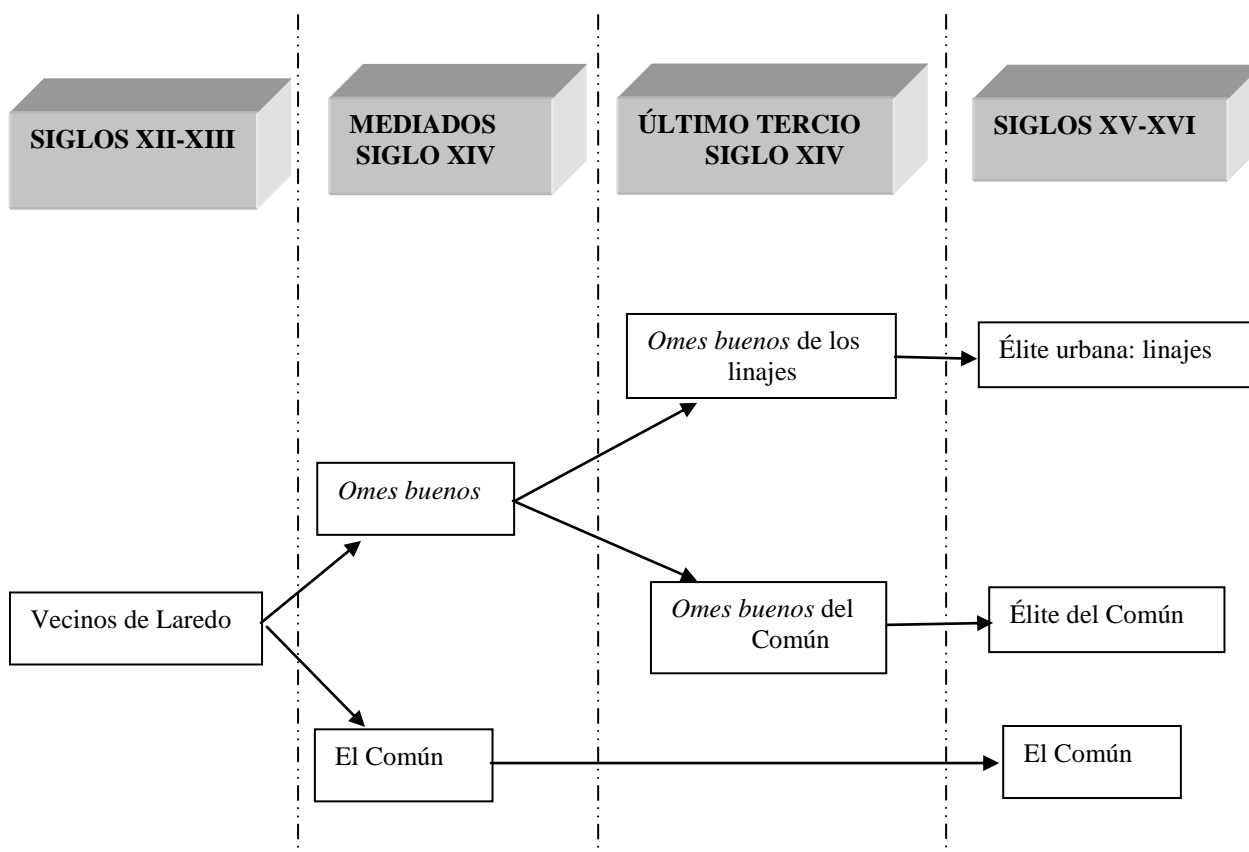 SIGLOS XII-XIII
MEDIADOS
SIGLO XIV
ÚLTIMO TERCIO
SIGLO XIV
SIGLOS XV-XVI
Omes buenos de los
linajes
Élite urbana: linajes
Omes buenos
Vecinos de Laredo
Omes buenos del
Común
Élite del Común
El Común
El Común